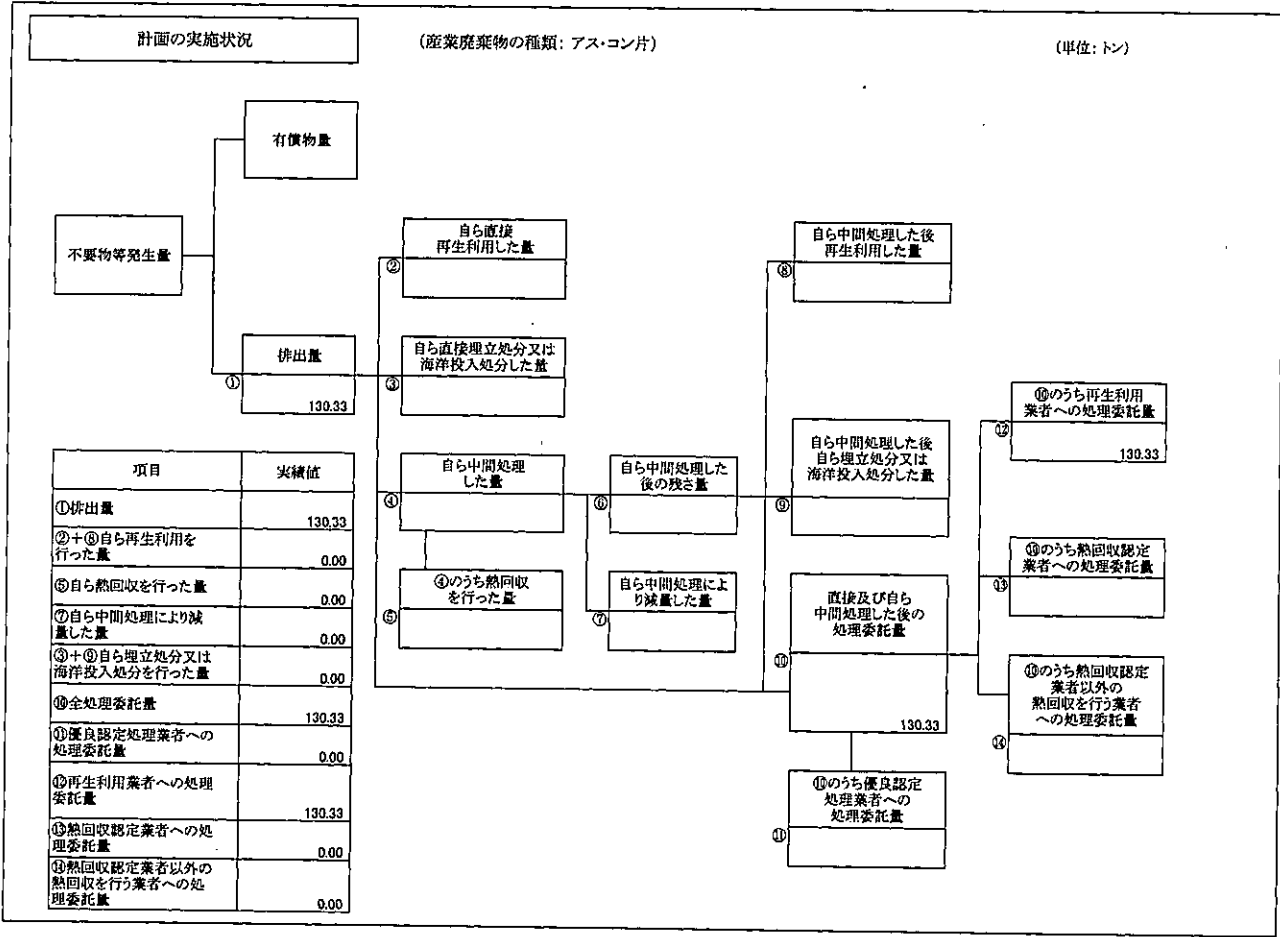 計画の実施状況
(産業廃棄物の種類: アス・コン片)
(単位: トン)
有償物量
不要物等発生量
排出量
①
130.33
自ら直接
再生利用した量
②
自ら直接埋立処分又は
海洋投入処分した量
③
自ら中間処理
した量
④
④のうち熱回収
を行った量
⑤
自ら中間処理した
後の残さ量
⑥
自ら中間処理によ
り減量した量
⑦
自ら中間処理した後
再生利用した量
⑧
自ら中間処理した後
自ら埋立処分又は
海洋投入処分した量
⑨
直接及び自ら
中間処理した後の
処理委託量
⑩
130.33
⑩のうち優良認定
処理業者への
処理委託量
⑪
⑩のうち再生利用
業者への処理委託量
⑫
130.33
⑩のうち熱回収認定
業者への処理委託量
⑬
⑩のうち熱回収認定
業者以外の
熱回収を行う業者
への処理委託量
⑭
項目
実績値
①排出量
130.33
②+⑧自ら再生利用を
行った量
0.00
⑤自ら熱回収を行った量
0.00
⑦自ら中間処理により減
量した量
0.00
③+⑨自ら埋立処分又は
海洋投入処分を行った量
0.00
⑩全処理委託量
130.33
⑪優良認定処理業者への
処理委託量
0.00
⑫再生利用業者への処理
委託量
130.33
⑬熱回収認定業者への処
理委託量
0.00
⑭熱回収認定業者以外の
熱回収を行う業者への処
理委託量
0.00